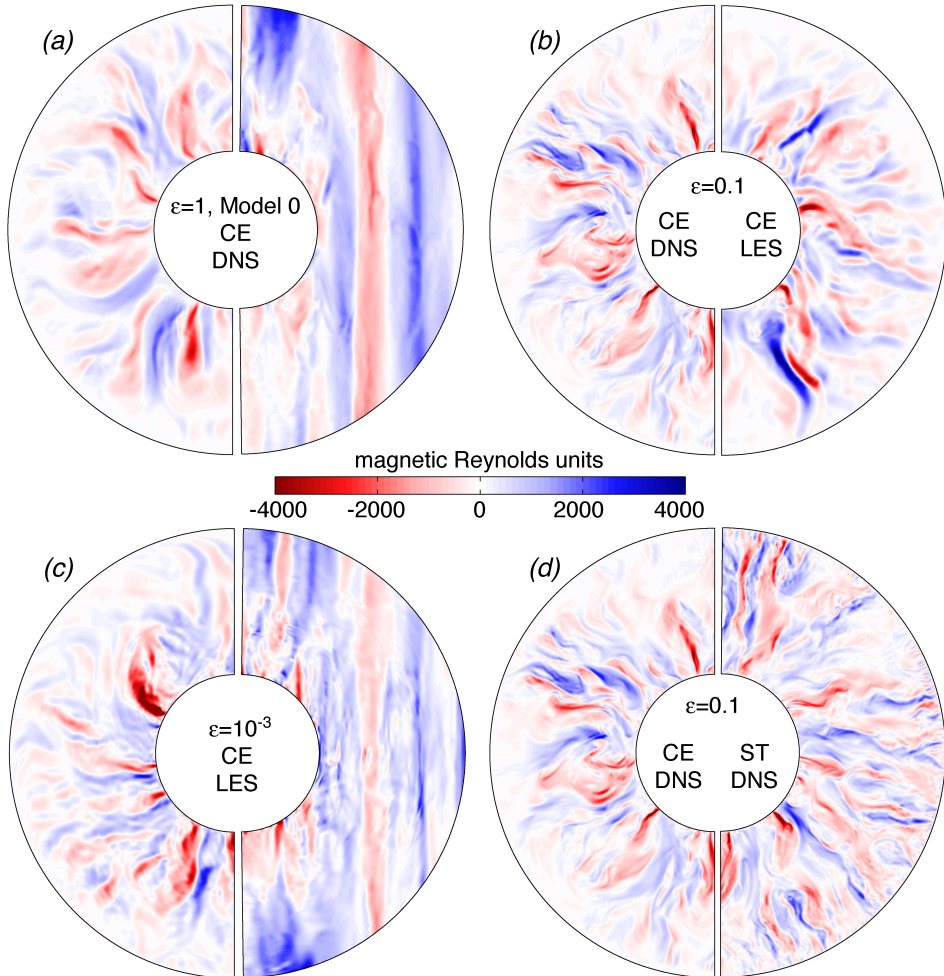 (a)
ε=1, Model 0
CE
DNS
(b)
ε=0.1
CE CE
DNS LES
magnetic Reynolds units
-4000 -2000 0 2000 4000
(c)
ε=10⁻³
CE
LES
(d)
ε=0.1
CE ST
DNS DNS